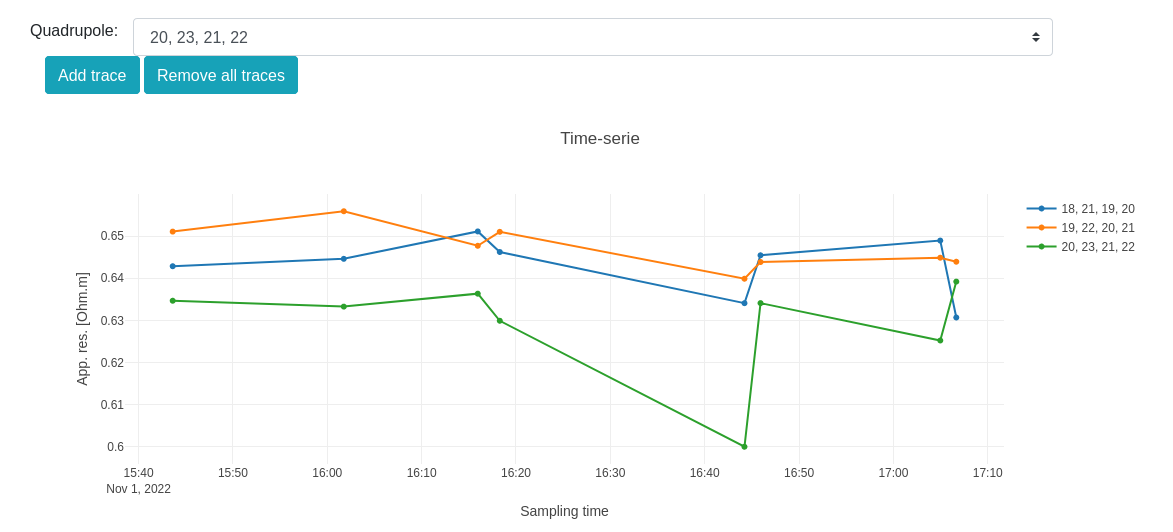 Quadrupole:
20, 23, 21, 22
Add trace
Remove all traces
Time-serie
18, 21, 19, 20
19, 22, 20, 21
20, 23, 21, 22
App. res. [Ohm.m]
0.65
0.64
0.63
0.62
0.61
0.6
15:40 15:50 16:00 16:10 16:20 16:30 16:40 16:50 17:00 17:10
Nov 1, 2022
Sampling time